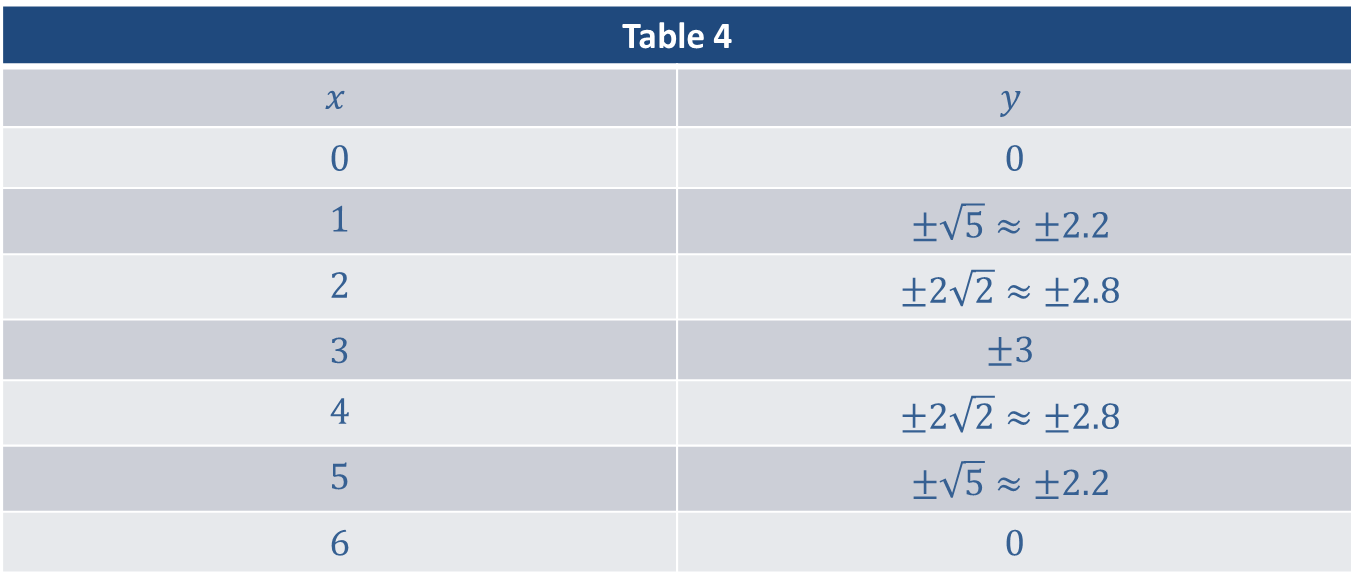 Table 4
x y
0 0
1 ±√5 ≈ ±2.2
2 ±2√2 ≈ ±2.8
3 ±3
4 ±2√2 ≈ ±2.8
5 ±√5 ≈ ±2.2
6 0